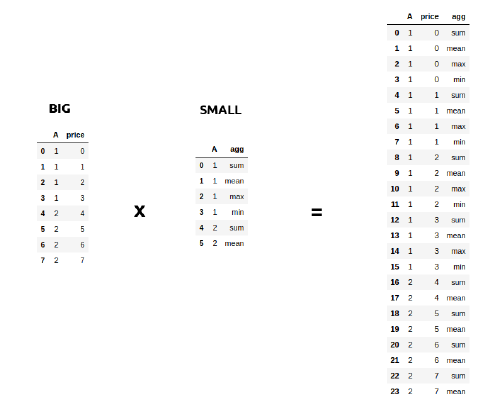 BIG
A price
0 1 0
1 1 1
2 1 2
3 1 3
4 2 4
5 2 5
6 2 6
7 2 7
x
SMALL
A agg
0 1 sum
1 1 mean
2 1 max
3 1 min
4 2 sum
5 2 mean
=
A price agg
0 1 0 sum
1 1 0 mean
2 1 0 max
3 1 0 min
4 1 1 sum
5 1 1 mean
6 1 1 max
7 1 1 min
8 1 2 sum
9 1 2 mean
10 1 2 max
11 1 2 min
12 1 3 sum
13 1 3 mean
14 1 3 max
15 1 3 min
16 2 4 sum
17 2 4 mean
18 2 5 sum
19 2 5 mean
20 2 6 sum
21 2 6 mean
22 2 7 sum
23 2 7 mean